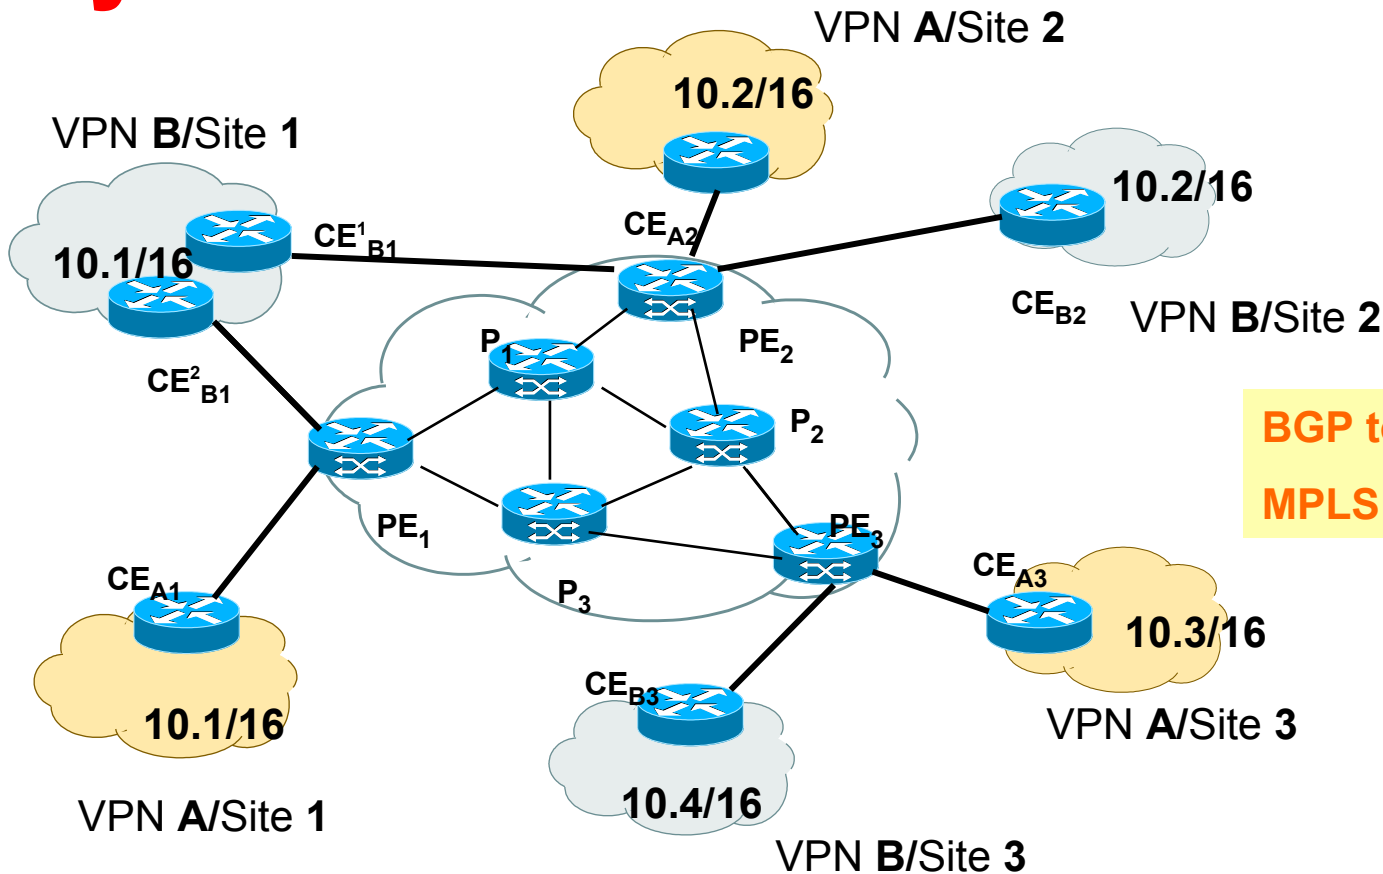 VPN A/Site 2
10.2/16
VPN B/Site 1
10.2/16
CE¹B1
CEA2
10.1/16
CEB2
VPN B/Site 2
P1
PE2
CE²B1
P2
BGP t
MPLS
PE1
PE3
CEA1
P3
CEA3
10.3/16
CEB3
10.1/16
VPN A/Site 3
10.4/16
VPN A/Site 1
VPN B/Site 3